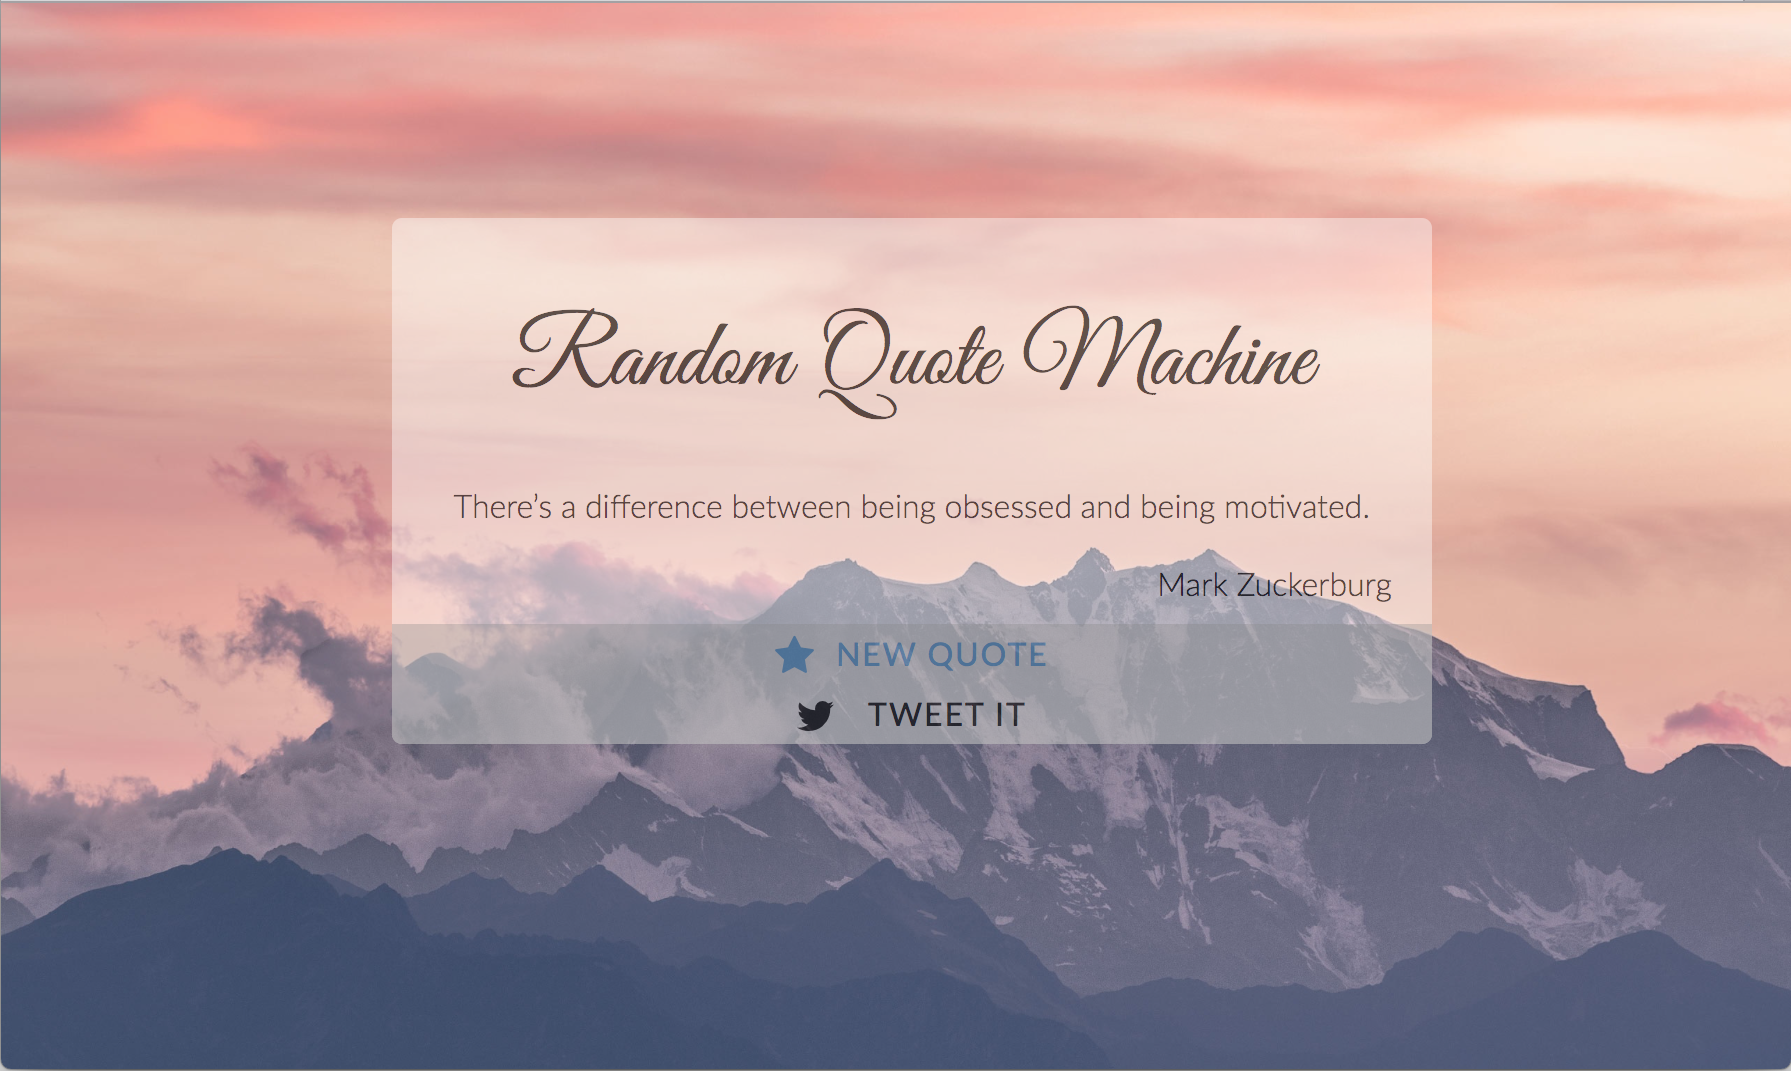 Random Quote Machine
There’s a difference between being obsessed and being motivated.
Mark Zuckerburg
NEW QUOTE
TWEET IT